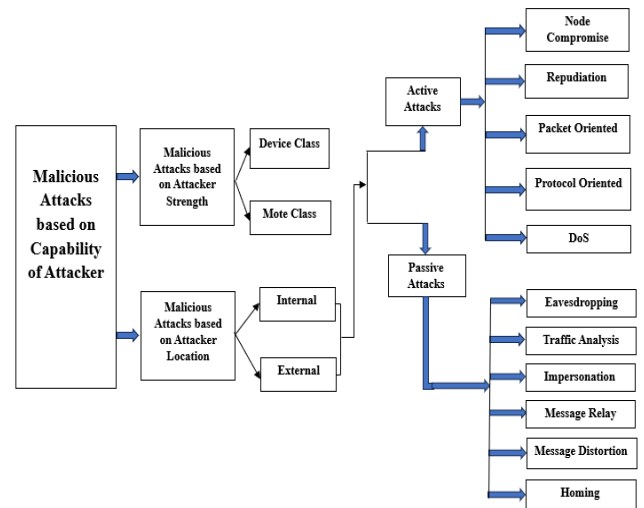 Malicious
Attacks
based on
Capability
of Attacker
Malicious
Attacks based
on Attacker
Strength
Device Class
Mote Class
Malicious
Attacks based
on Attacker
Location
Internal
External
Active
Attacks
Node
Compromise
Repudiation
Packet Oriented
Protocol Oriented
DoS
Passive
Attacks
Eavesdropping
Traffic Analysis
Impersonation
Message Relay
Message Distortion
Homing